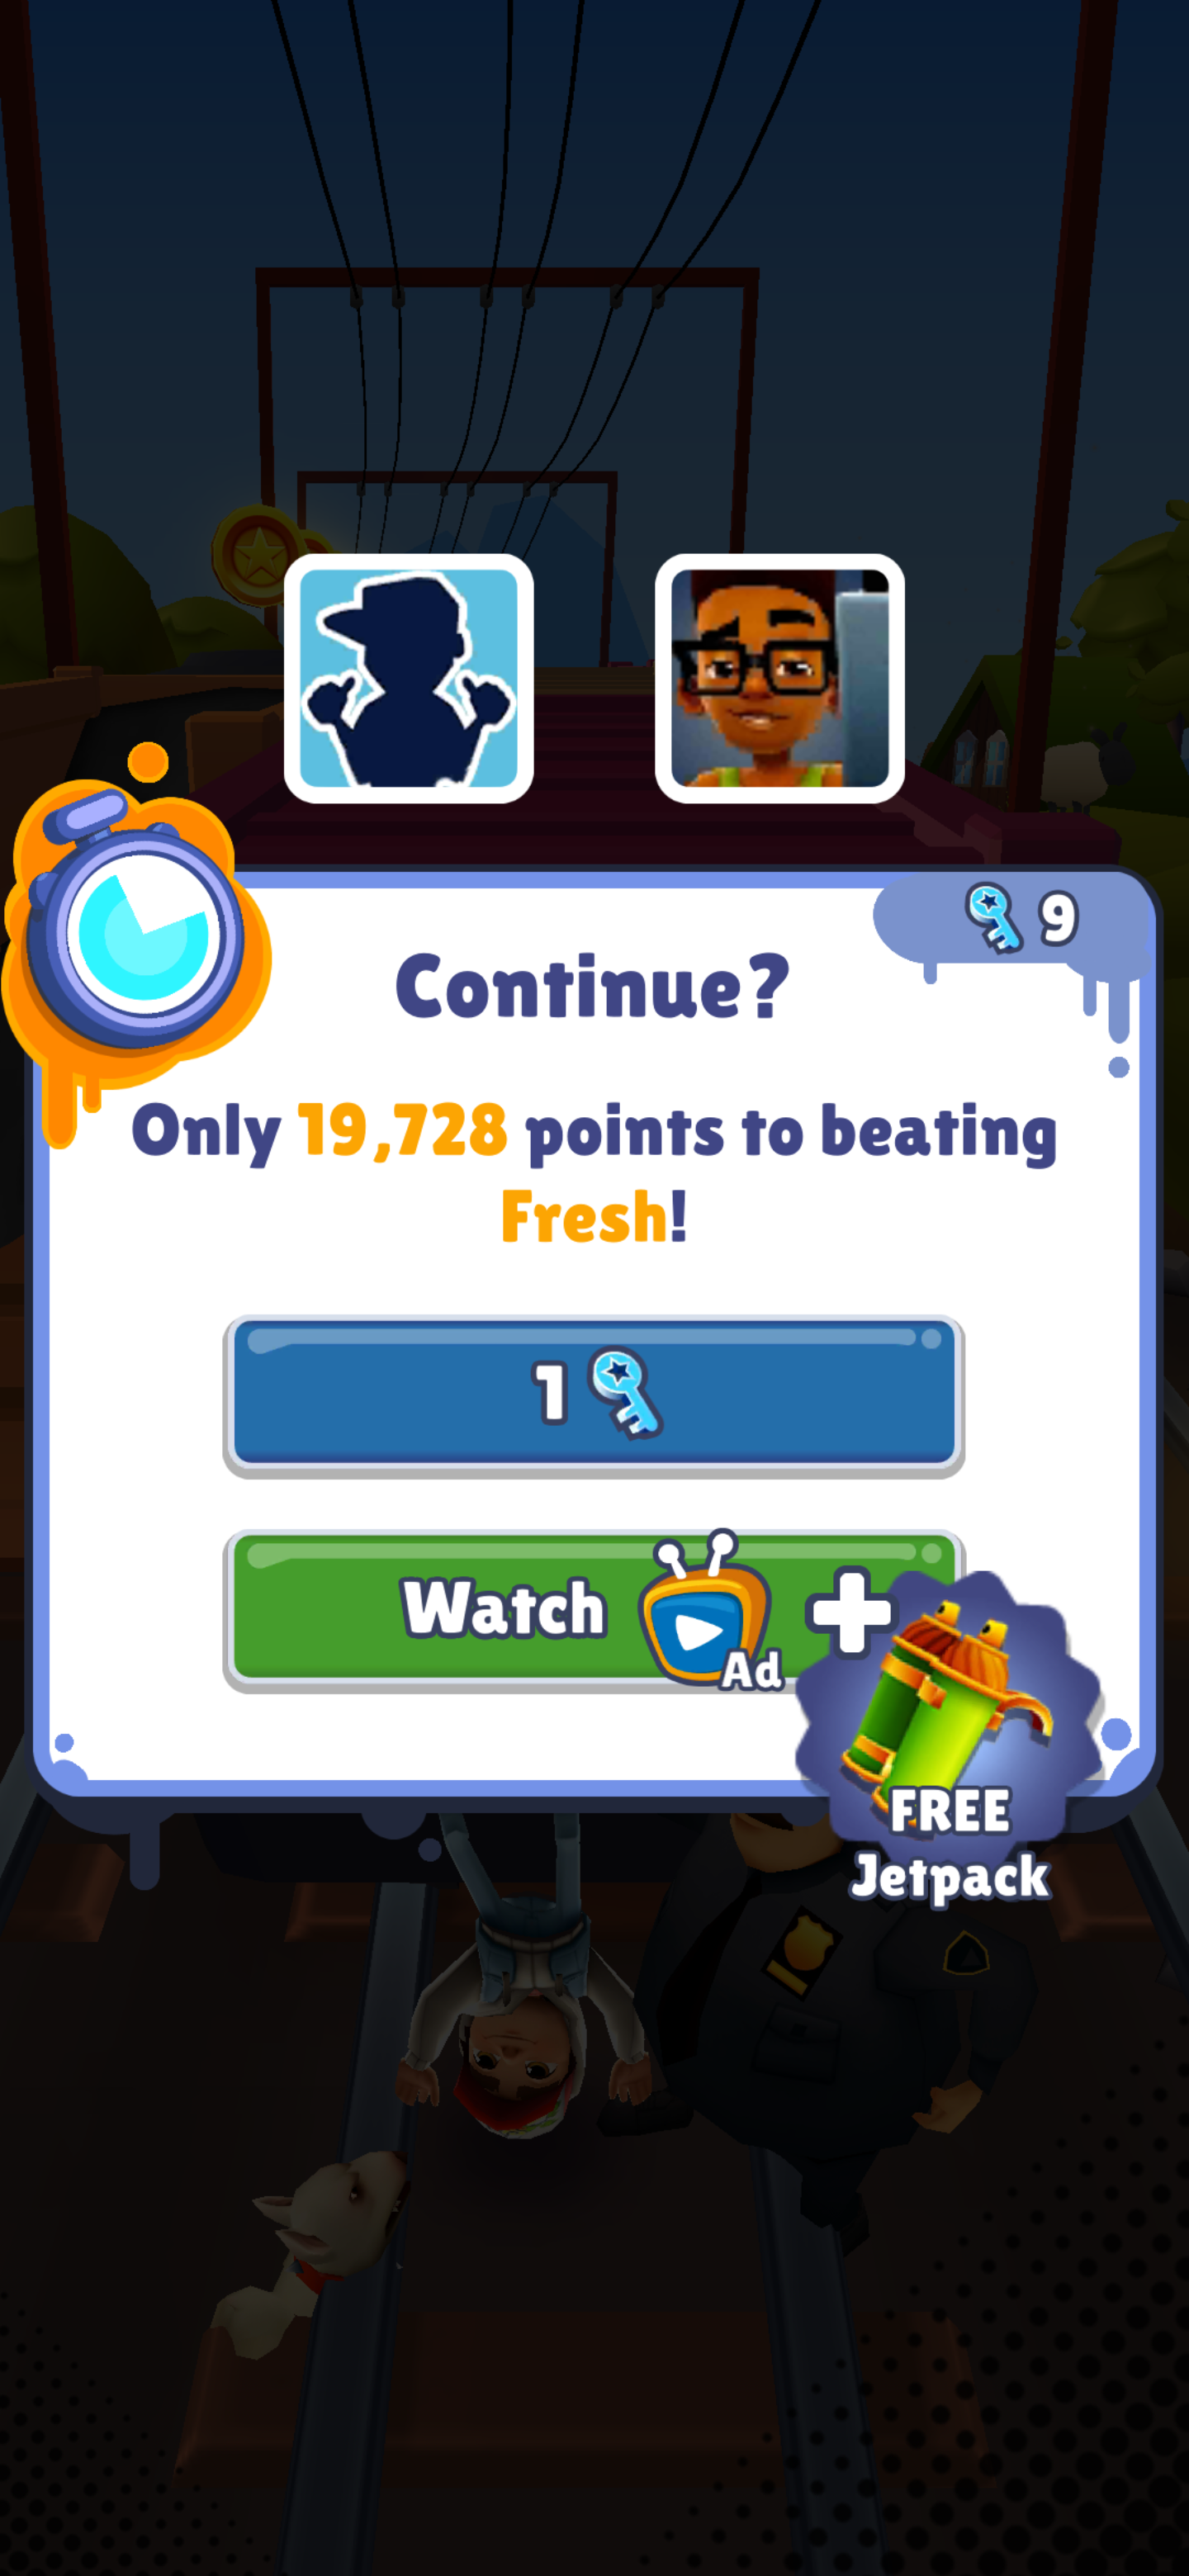 9
Continue?
Only 19,728 points to beating
Fresh!
1
Watch
Ad
FREE
Jetpack